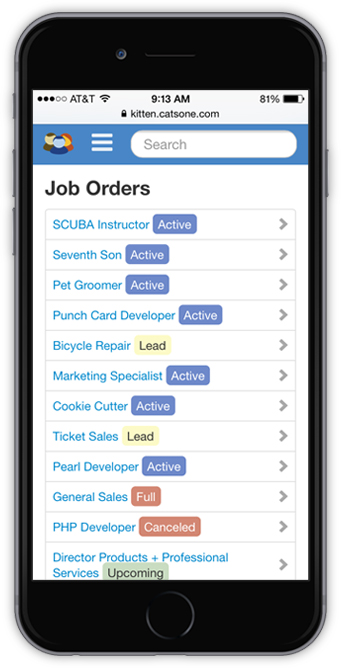 AT&T 9:13 AM 81%
kitten.catsone.com
Search
Job Orders
SCUBA Instructor Active
Seventh Son Active
Pet Groomer Active
Punch Card Developer Active
Bicycle Repair Lead
Marketing Specialist Active
Cookie Cutter Active
Ticket Sales Lead
Pearl Developer Active
General Sales Full
PHP Developer Canceled
Director Products + Professional
Services Upcoming